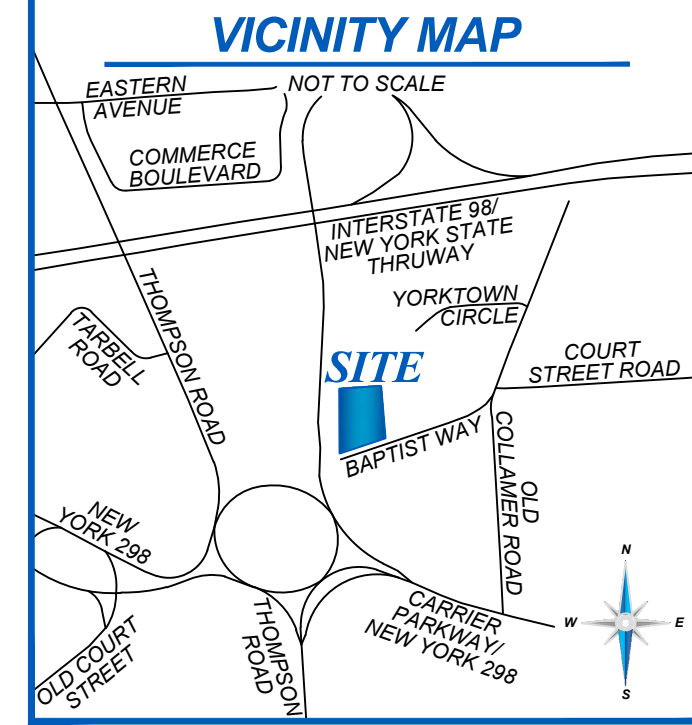 VICINITY MAP
NOT TO SCALE
EASTERN
AVENUE
COMMERCE
BOULEVARD
INTERSTATE 98/
NEW YORK STATE
THRUWAY
THOMPSON ROAD
YORKTOWN
CIRCLE
TARBELL
ROAD
SITE
COURT
STREET ROAD
BAPTIST WAY
OLD
COLLAMER ROAD
NEW
YORK 298
THOMPSON
ROAD
CARRIER
PARKWAY/
NEW YORK 298
OLD COURT
STREET
N
W
E
S